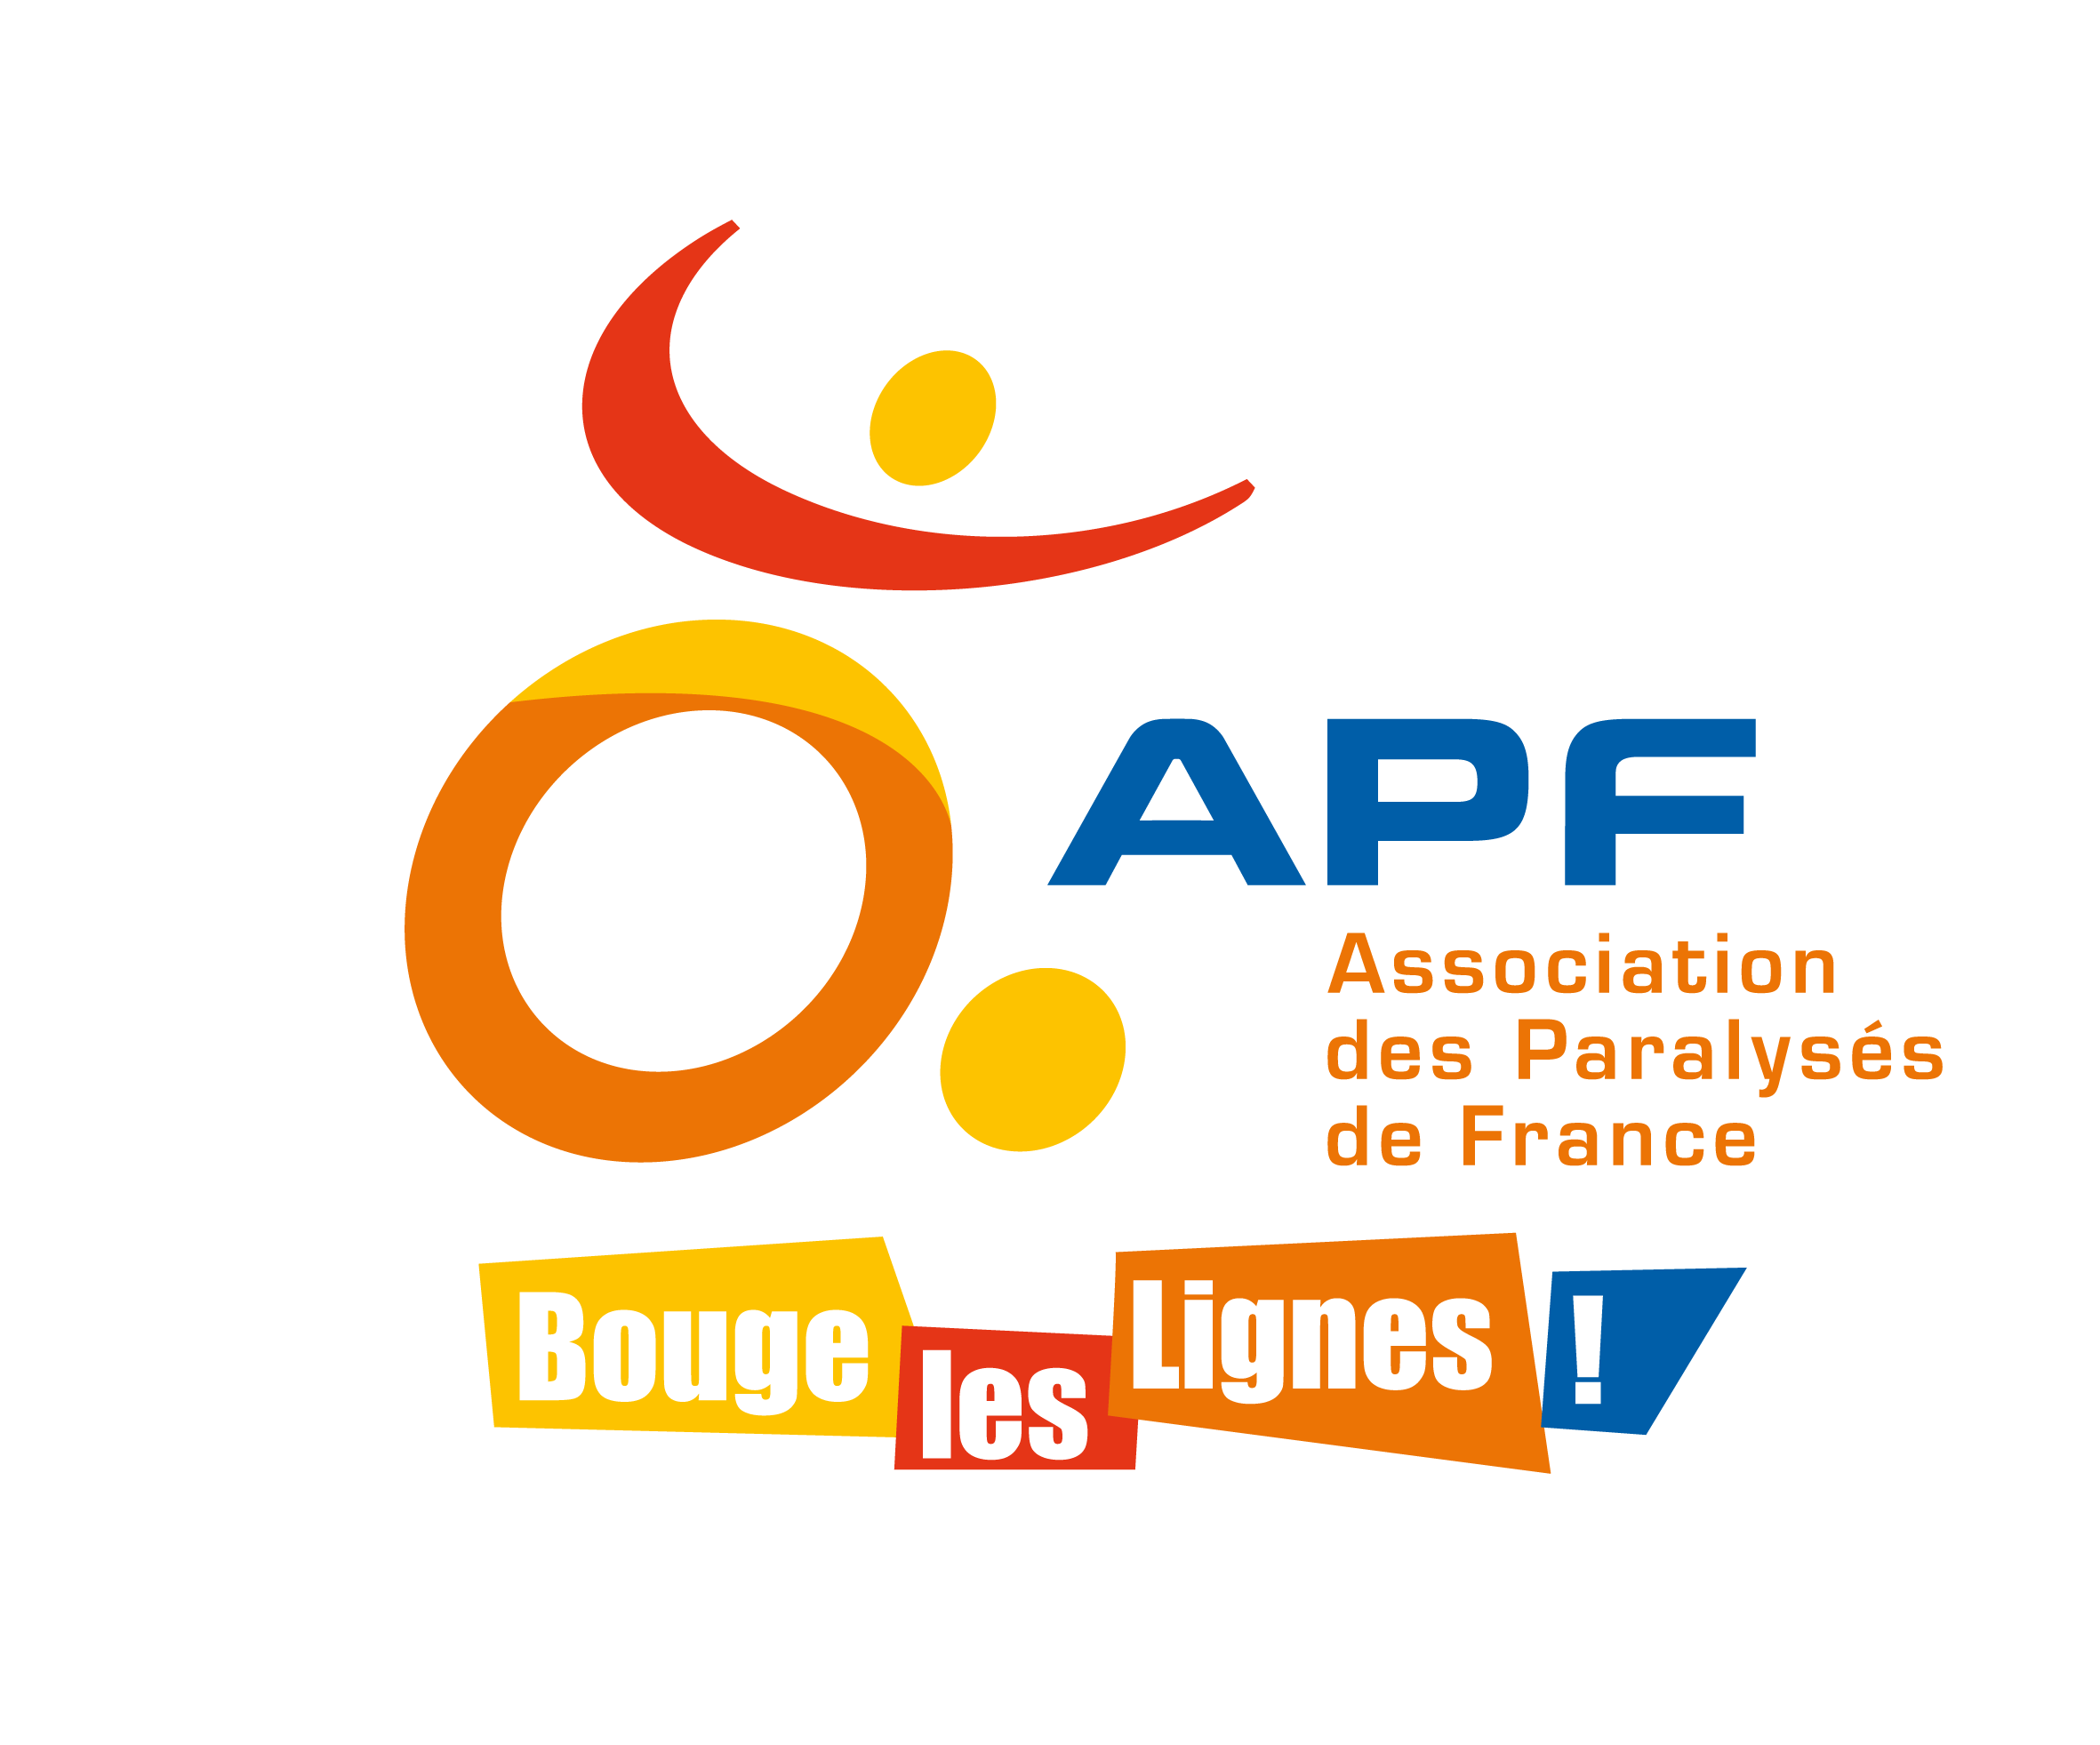 APF
Association
des Paralysés
de France
Bouge les Lignes !